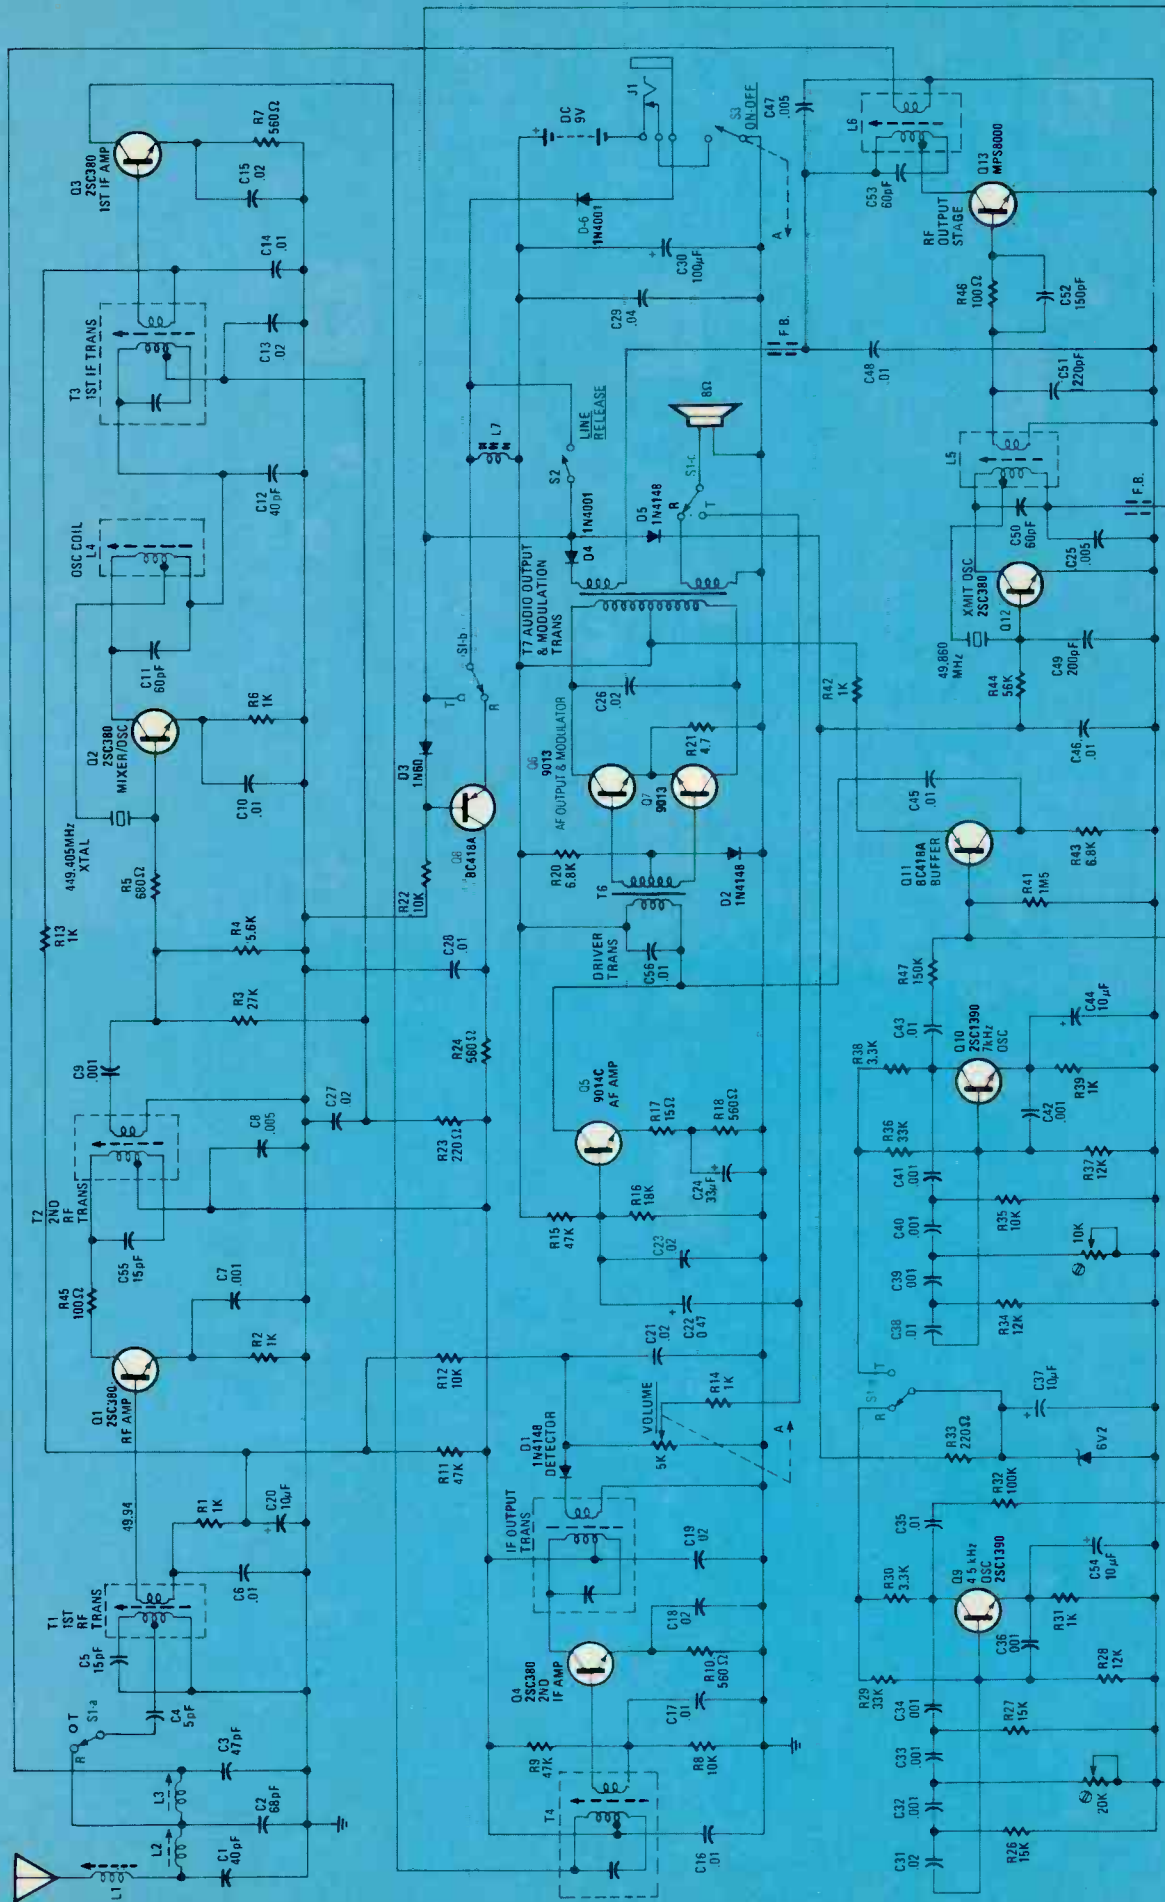 L1
C1
40pF
L2
C2
68pF
L3
C3
47pF
R
T
S1-a
C4
5pF
C5
15pF
T1
1ST
RF
TRANS
C6
.01
R1
1K
C20
10µF
+
49.94
Q1
2SC380
RF AMP
R2
1K
C7
.001
R45
100Ω
C55
15pF
T2
2ND
RF
TRANS
C8
.005
C9
.001
R3
27K
R4
5.6K
R5
680Ω
R13
1K
449.405MHz
XTAL
Q2
2SC380
MIXER/OSC
C10
.01
R6
1K
C11
60pF
OSC COIL
L4
C12
40pF
T3
1ST IF TRANS
C13
.02
C14
.01
Q3
2SC380
1ST IF AMP
C15
.02
R7
560Ω
C27
.02
R23
220Ω
R24
560Ω
C28
.01
R22
10K
Q8
BC418A
D3
1N60
T
R
S1-b
L7
T4
C16
.01
R9
47K
R8
10K
C17
.01
Q4
2SC380
2ND
IF AMP
R10
560Ω
C18
.02
C19
.02
IF OUTPUT
TRANS
D1
1N4148
DETECTOR
R11
47K
R12
10K
VOLUME
5K
A
R14
1K
C21
.02
C22
0.47
+
C23
.02
R15
47K
R16
18K
Q5
9014C
AF AMP
R17
15Ω
R18
560Ω
C24
33µF
+
DRIVER
TRANS
C56
.01
T6
R20
6.8K
D2
1N4148
Q6
9013
AF OUTPUT & MODULATOR
Q7
9013
R21
4.7
C26
.02
T7 AUDIO OUTPUT
& MODULATION
TRANS
D4
1N4001
D5
1N4148
S2
LINE
RELEASE
R
T
S1-c
8Ω
F.B.
C29
.04
C30
100µF
+
D-6
1N4001
DC
9V
+
J1
S3
ON-OFF
A
C31
.02
R26
15K
C32
.001
20K
C33
.001
R27
15K
C34
.001
R29
33K
R28
12K
C36
.001
Q9
4.5 kHz
OSC
2SC1390
R30
3.3K
R31
1K
C54
10µF
+
C35
.01
R32
100K
R33
220Ω
6V2
C37
10µF
+
R
T
C38
.01
R34
12K
C39
.001
10K
C40
.001
R35
10K
C41
.001
R36
33K
R37
12K
C42
.001
R38
3.3K
Q10
2SC1390
7kHz
OSC
R39
1K
C44
10µF
+
C43
.01
R47
150K
R41
1M5
Q11
BC418A
BUFFER
R43
6.8K
C45
.01
R42
1K
C46
.01
R44
56K
49.860
MHz
C49
200pF
XMIT OSC
2SC380
Q12
C25
.005
C50
60pF
F.B.
L5
C51
220pF
C52
150pF
R46
100Ω
RF
OUTPUT
STAGE
Q13
MPS8000
C48
.01
C53
60pF
L6
C47
.005